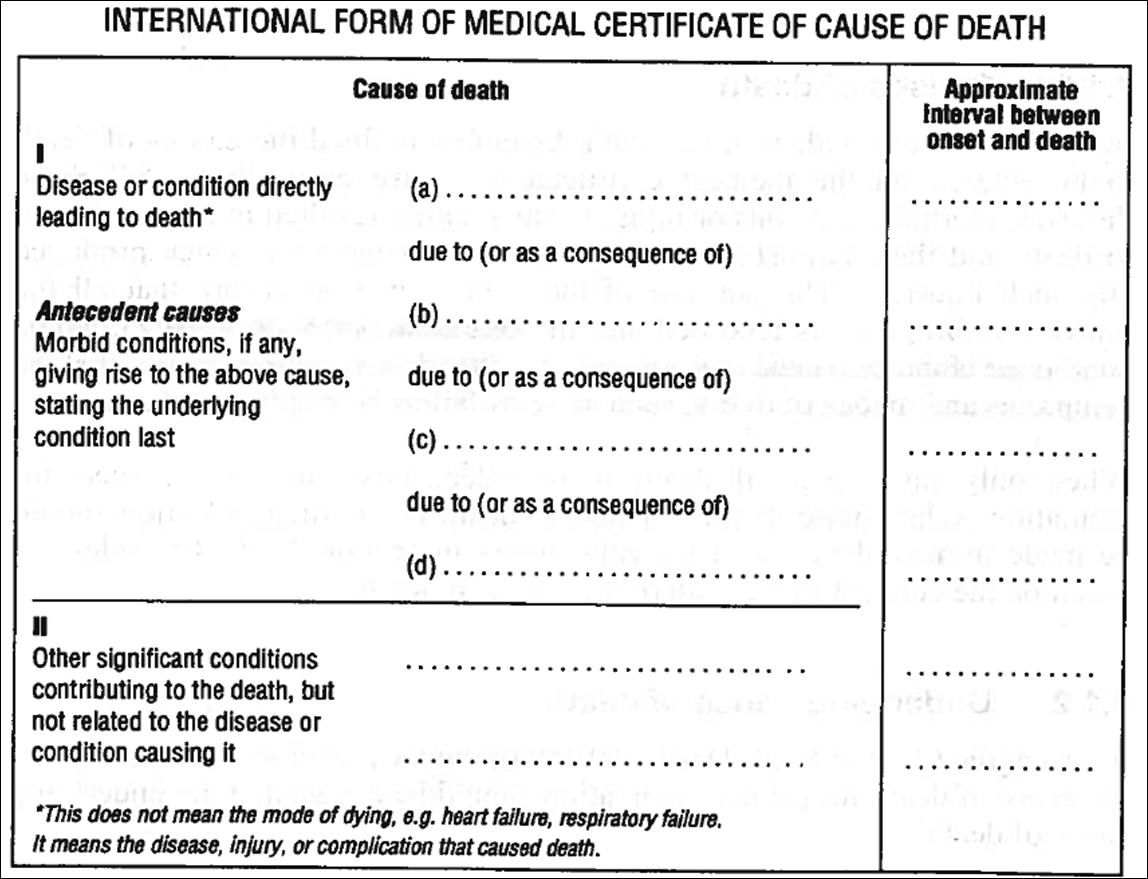 INTERNATIONAL FORM OF MEDICAL CERTIFICATE OF CAUSE OF DEATH
Cause of death
Approximate
interval between
onset and death
I
Disease or condition directly
leading to death*
(a) ........................................
........................
due to (or as a consequence of)
Antecedent causes
Morbid conditions, if any,
giving rise to the above cause,
stating the underlying
condition last
(b) ........................................
........................
due to (or as a consequence of)
(c) ........................................
........................
due to (or as a consequence of)
(d) ........................................
........................
II
Other significant conditions
contributing to the death, but
not related to the disease or
condition causing it
........................................
........................
........................................
........................
*This does not mean the mode of dying, e.g. heart failure, respiratory failure.
It means the disease, injury, or complication that caused death.